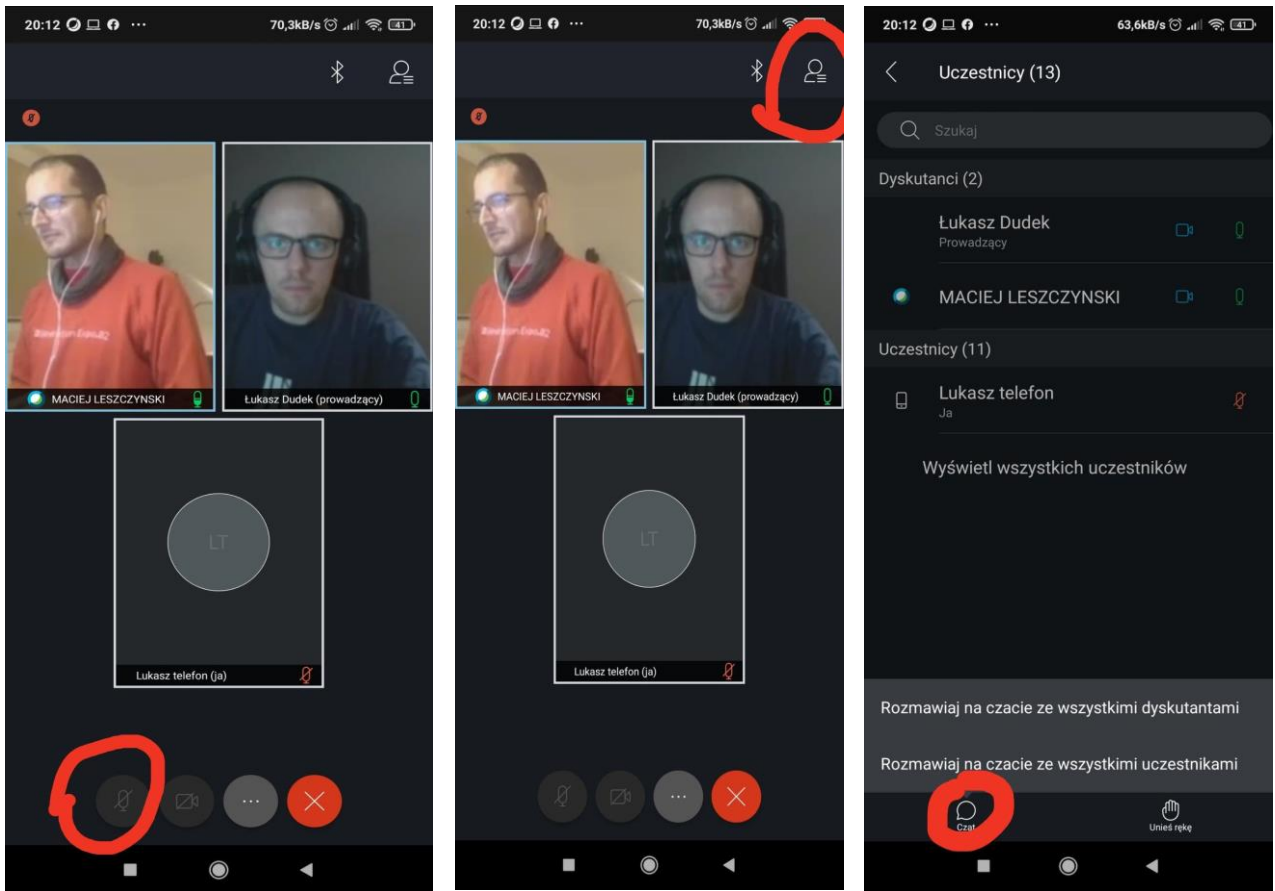 20:12
70,3kB/s
41
MACIEJ LESZCZYNSKI
Łukasz Dudek (prowadzący)
LT
Lukasz telefon (ja)
20:12
70,3kB/s
MACIEJ LESZCZYNSKI
Łukasz Dudek (prowadzący)
LT
Lukasz telefon (ja)
20:12
63,6kB/s
41
Uczestnicy (13)
Szukaj
Dyskutanci (2)
Łukasz Dudek
Prowadzący
MACIEJ LESZCZYNSKI
Uczestnicy (11)
Lukasz telefon
Ja
Wyświetl wszystkich uczestników
Rozmawiaj na czacie ze wszystkimi dyskutantami
Rozmawiaj na czacie ze wszystkimi uczestnikami
Czat
Unieś rękę